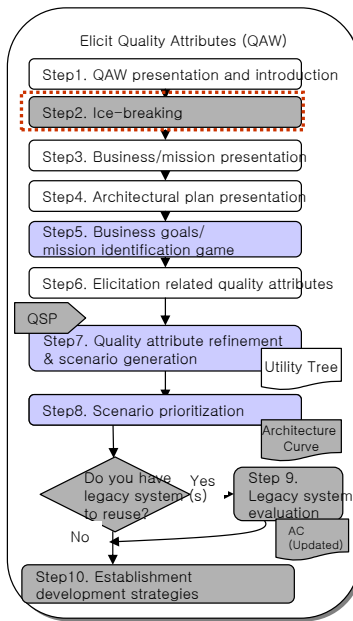 Elicit Quality Attributes (QAW)
Step1. QAW presentation and introduction
Step2. Ice-breaking
Step3. Business/mission presentation
Step4. Architectural plan presentation
Step5. Business goals/
mission identification game
Step6. Elicitation related quality attributes
QSP
Step7. Quality attribute refinement
& scenario generation
Utility Tree
Step8. Scenario prioritization
Architecture
Curve
Do you have
legacy system(s)
to reuse?
Yes
Step 9.
Legacy system
evaluation
No
AC
(Updated)
Step10. Establishment
development strategies